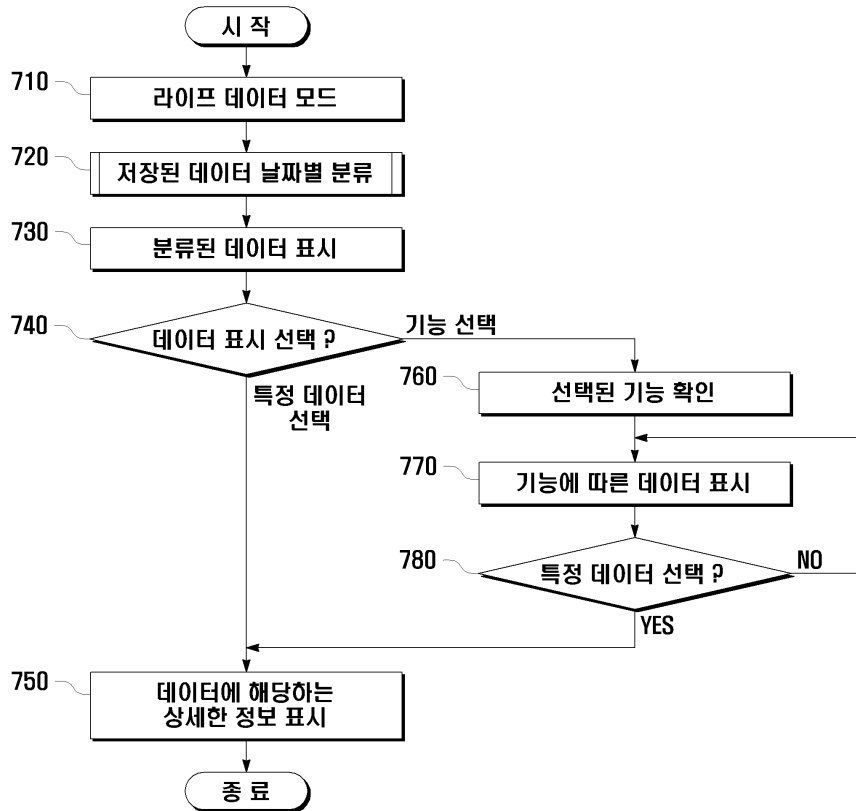 시 작
710
라이프 데이터 모드
720
저장된 데이터 날짜별 분류
730
분류된 데이터 표시
740
데이터 표시 선택 ?
기능 선택
특정 데이터
선택
760
선택된 기능 확인
770
기능에 따른 데이터 표시
780
특정 데이터 선택 ?
NO
YES
750
데이터에 해당하는
상세한 정보 표시
종 료